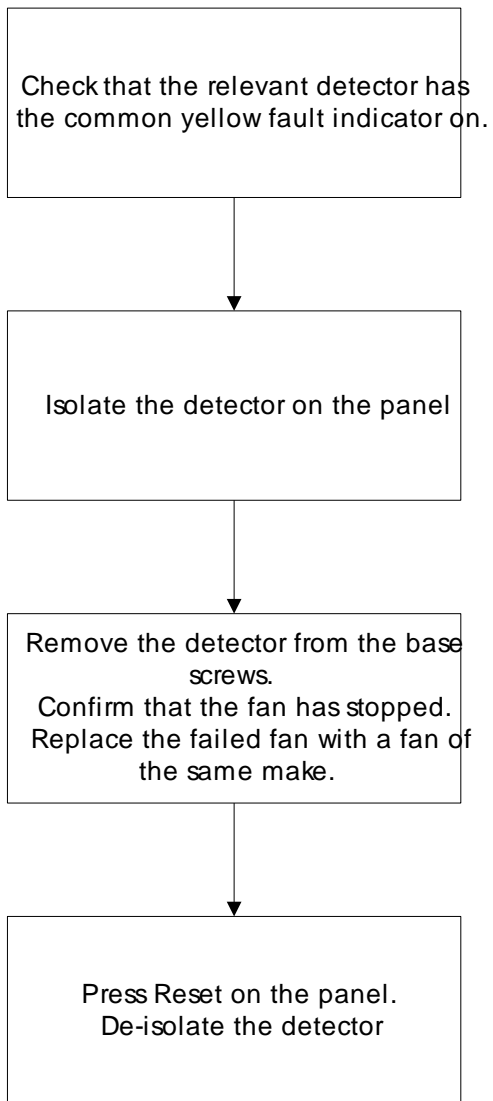 Check that the relevant detector has
the common yellow fault indicator on.
Isolate the detector on the panel
Remove the detector from the base
screws.
Confirm that the fan has stopped.
Replace the failed fan with a fan of
the same make.
Press Reset on the panel.
De-isolate the detector